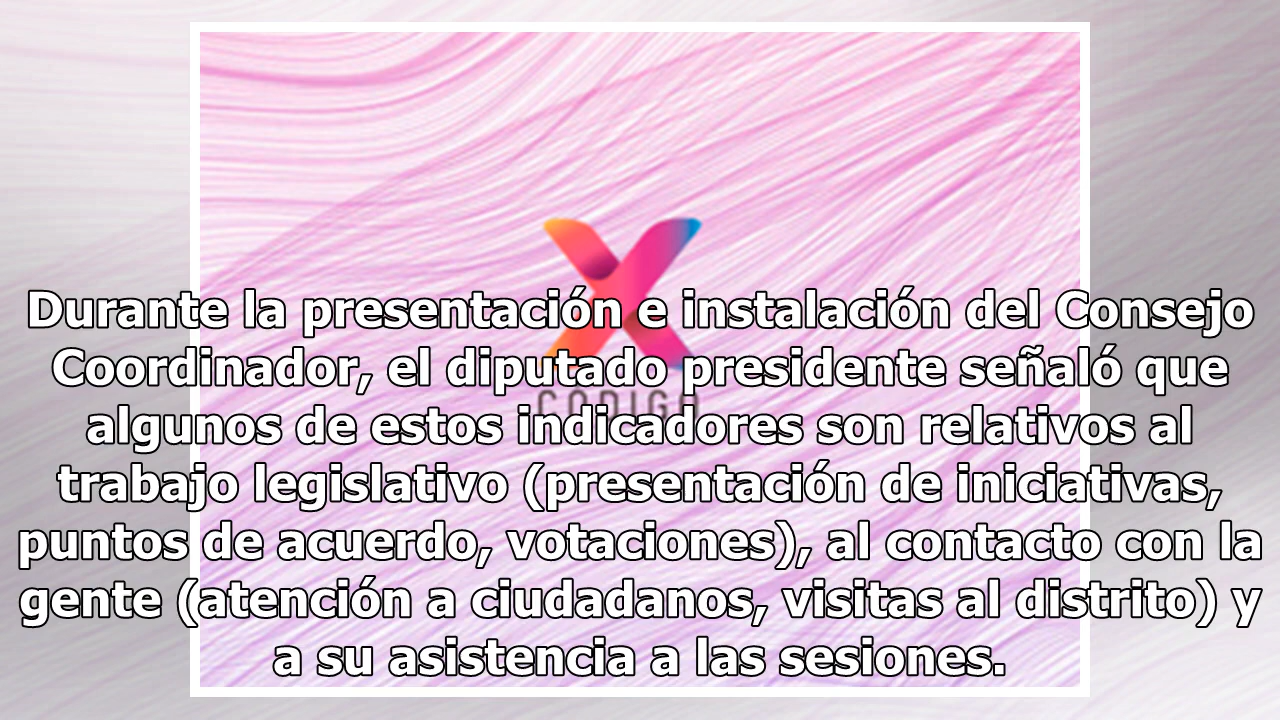 Durante la presentación e instalación del Consejo
Coordinador, el diputado presidente señaló que
algunos de estos indicadores son relativos al
trabajo legislativo (presentación de iniciativas,
puntos de acuerdo, votaciones), al contacto con la
gente (atención a ciudadanos, visitas al distrito) y
a su asistencia a las sesiones.